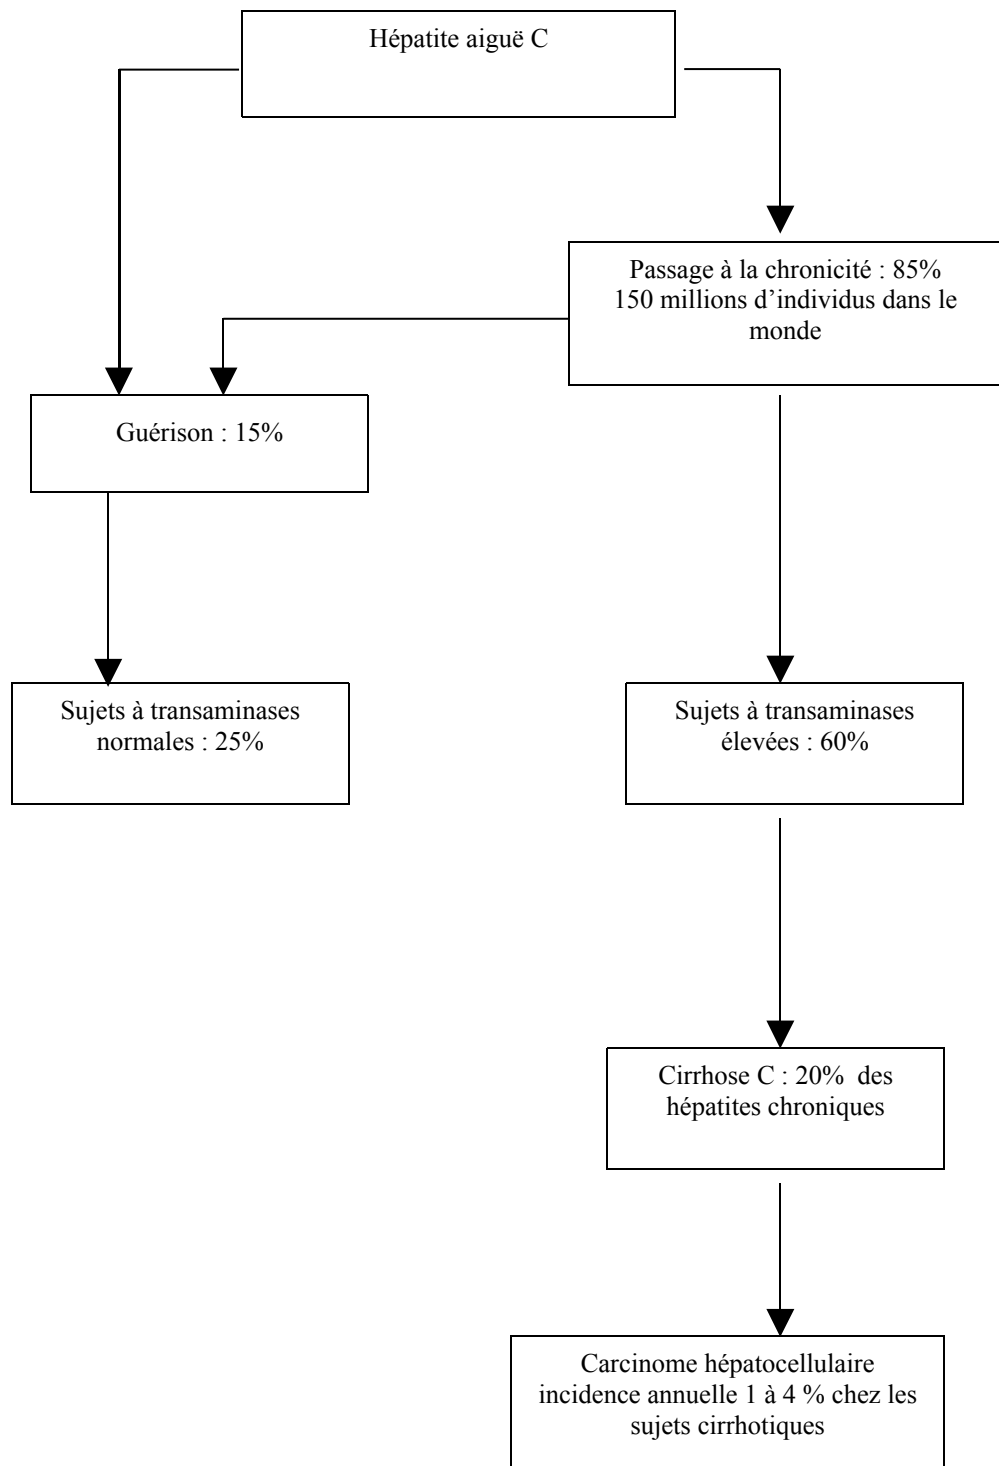 Hépatite aiguë C
Passage à la chronicité : 85%
150 millions d’individus dans le
monde
Guérison : 15%
Sujets à transaminases
normales : 25%
Sujets à transaminases
élevées : 60%
Cirrhose C : 20% des
hépatites chroniques
Carcinome hépatocellulaire
incidence annuelle 1 à 4 % chez les
sujets cirrhotiques